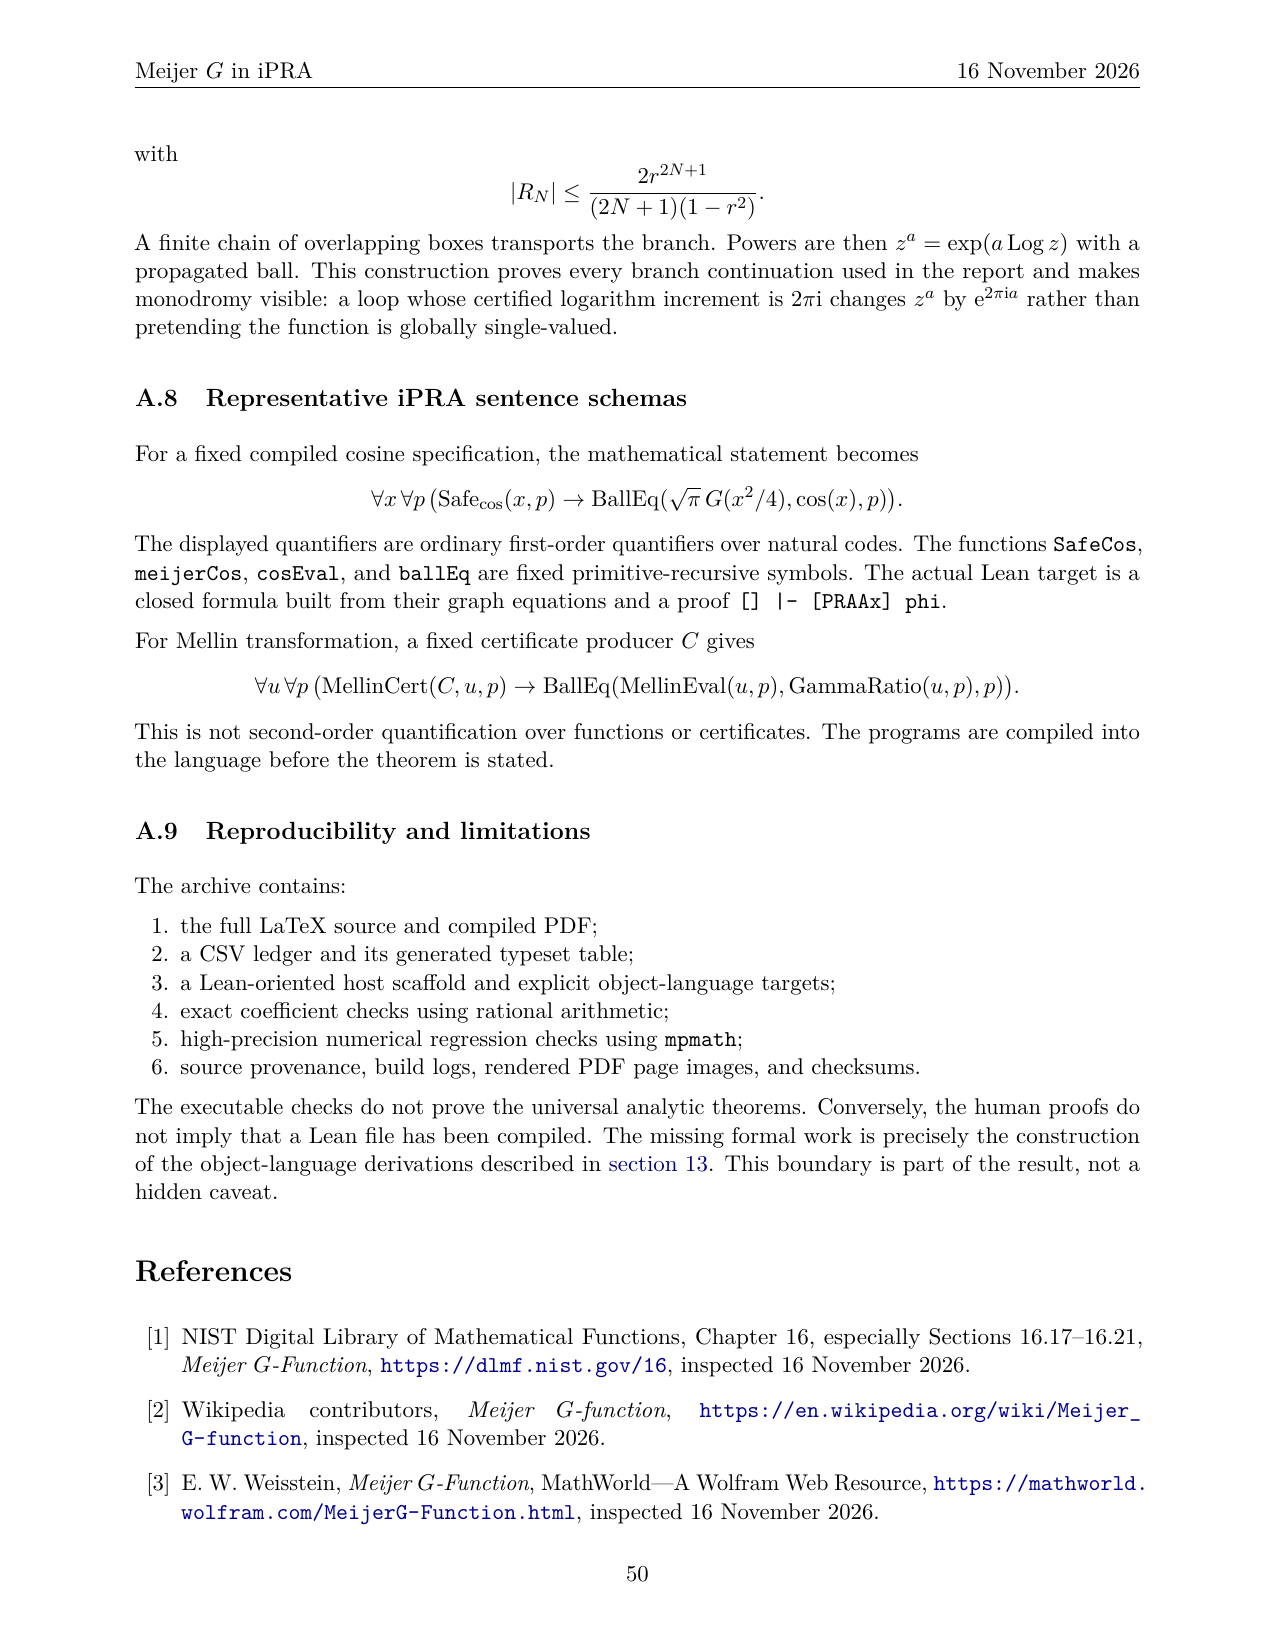 Meijer G in iPRA 16 November 2026
with
|R_N| ≤ 2r^{2N+1} / (2N + 1)(1 − r²).
A finite chain of overlapping boxes transports the branch. Powers are then z^a = exp(a Log z) with a
propagated ball. This construction proves every branch continuation used in the report and makes
monodromy visible: a loop whose certified logarithm increment is 2πi changes z^a by e^{2πia} rather than
pretending the function is globally single-valued.
A.8 Representative iPRA sentence schemas
For a fixed compiled cosine specification, the mathematical statement becomes
∀x ∀p (Safe_cos(x, p) → BallEq(√π G(x²/4), cos(x), p)).
The displayed quantifiers are ordinary first-order quantifiers over natural codes. The functions SafeCos,
meijerCos, cosEval, and ballEq are fixed primitive-recursive symbols. The actual Lean target is a
closed formula built from their graph equations and a proof [] |- [PRAAx] phi.
For Mellin transformation, a fixed certificate producer C gives
∀u ∀p (MellinCert(C, u, p) → BallEq(MellinEval(u, p), GammaRatio(u, p), p)).
This is not second-order quantification over functions or certificates. The programs are compiled into
the language before the theorem is stated.
A.9 Reproducibility and limitations
The archive contains:
1. the full LaTeX source and compiled PDF;
2. a CSV ledger and its generated typeset table;
3. a Lean-oriented host scaffold and explicit object-language targets;
4. exact coefficient checks using rational arithmetic;
5. high-precision numerical regression checks using mpmath;
6. source provenance, build logs, rendered PDF page images, and checksums.
The executable checks do not prove the universal analytic theorems. Conversely, the human proofs do
not imply that a Lean file has been compiled. The missing formal work is precisely the construction
of the object-language derivations described in section 13. This boundary is part of the result, not a
hidden caveat.
References
[1] NIST Digital Library of Mathematical Functions, Chapter 16, especially Sections 16.17–16.21,
Meijer G-Function, https://dlmf.nist.gov/16, inspected 16 November 2026.
[2] Wikipedia contributors, Meijer G-function, https://en.wikipedia.org/wiki/Meijer_
G-function, inspected 16 November 2026.
[3] E. W. Weisstein, Meijer G-Function, MathWorld—A Wolfram Web Resource, https://mathworld.
wolfram.com/MeijerG-Function.html, inspected 16 November 2026.
50